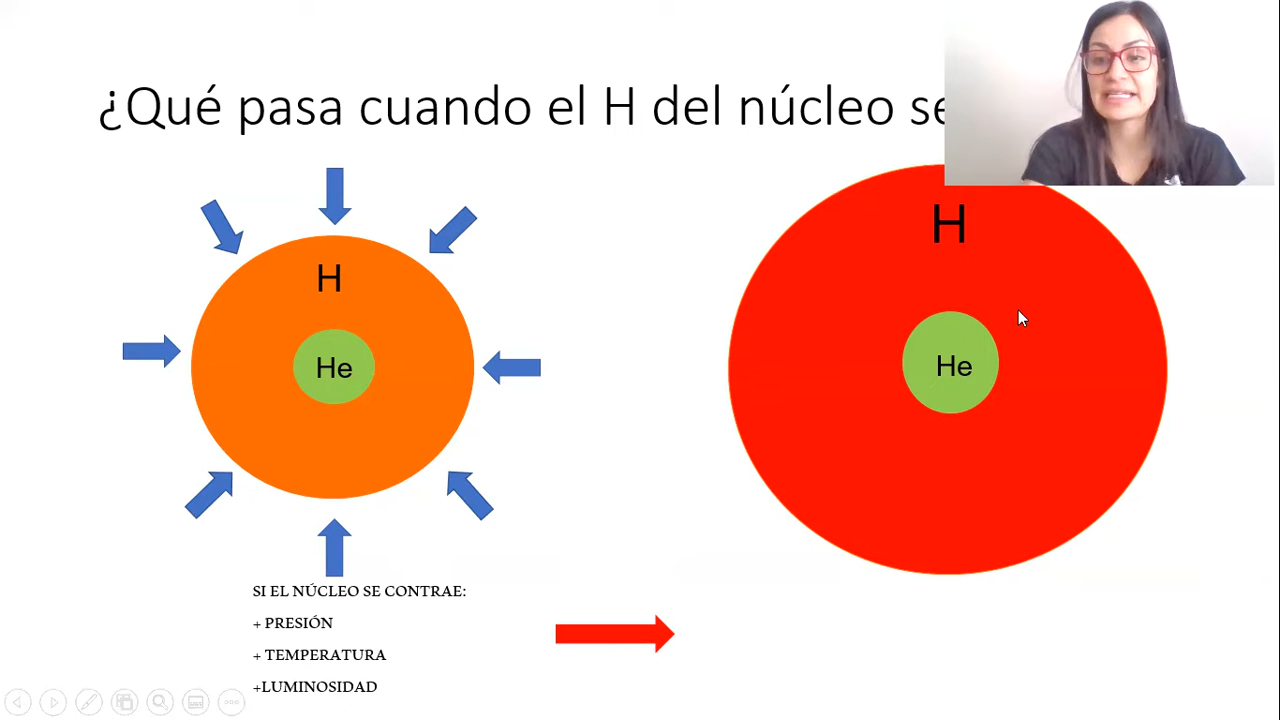 ¿Qué pasa cuando el H del núcleo se
H
He
H
He
SI EL NÚCLEO SE CONTRAE:
+ PRESIÓN
+ TEMPERATURA
+LUMINOSIDAD